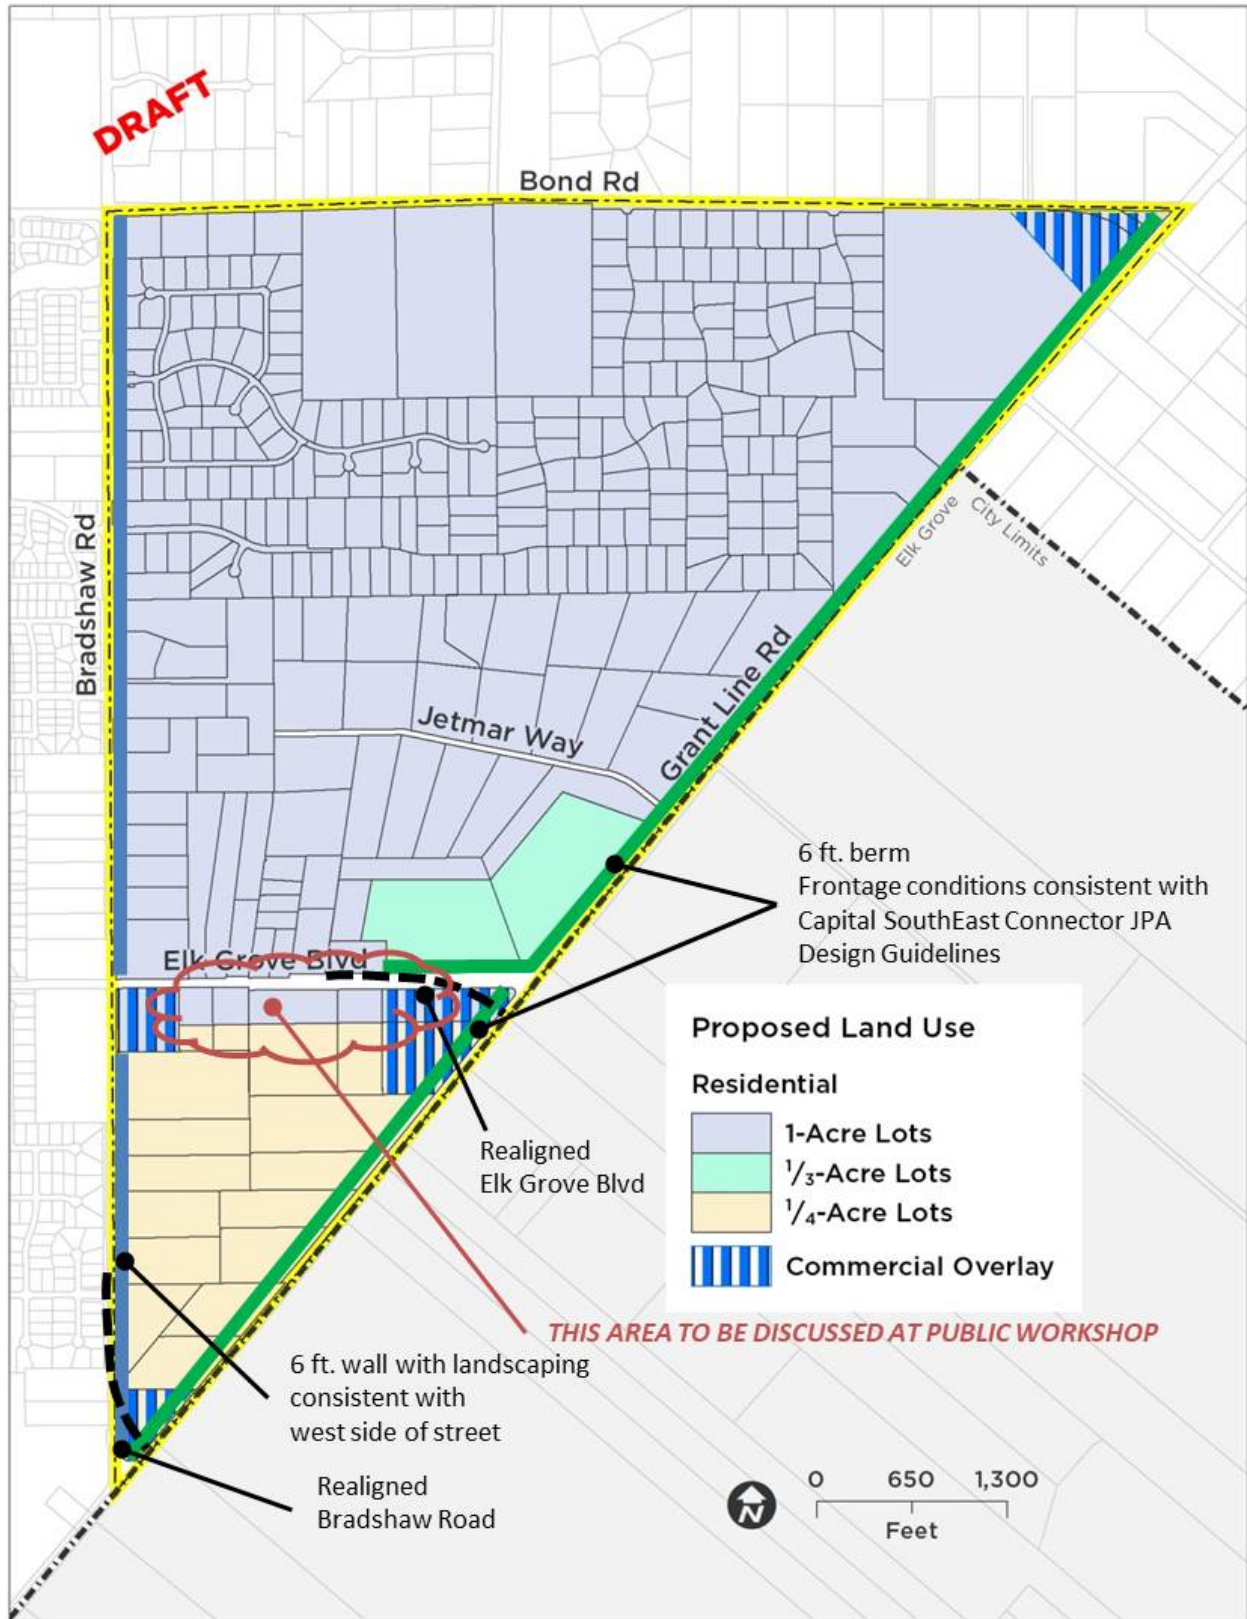 DRAFT
Bond Rd
Bradshaw Rd
Elk Grove
City Limits
Grant Line Rd
Jetmar Way
6 ft. berm
Frontage conditions consistent with
Capital SouthEast Connector JPA
Design Guidelines
Elk Grove Blvd
Proposed Land Use
Residential
1-Acre Lots
1/3-Acre Lots
1/4-Acre Lots
Commercial Overlay
Realigned
Elk Grove Blvd
THIS AREA TO BE DISCUSSED AT PUBLIC WORKSHOP
6 ft. wall with landscaping
consistent with
west side of street
Realigned
Bradshaw Road
N
0 650 1,300
Feet